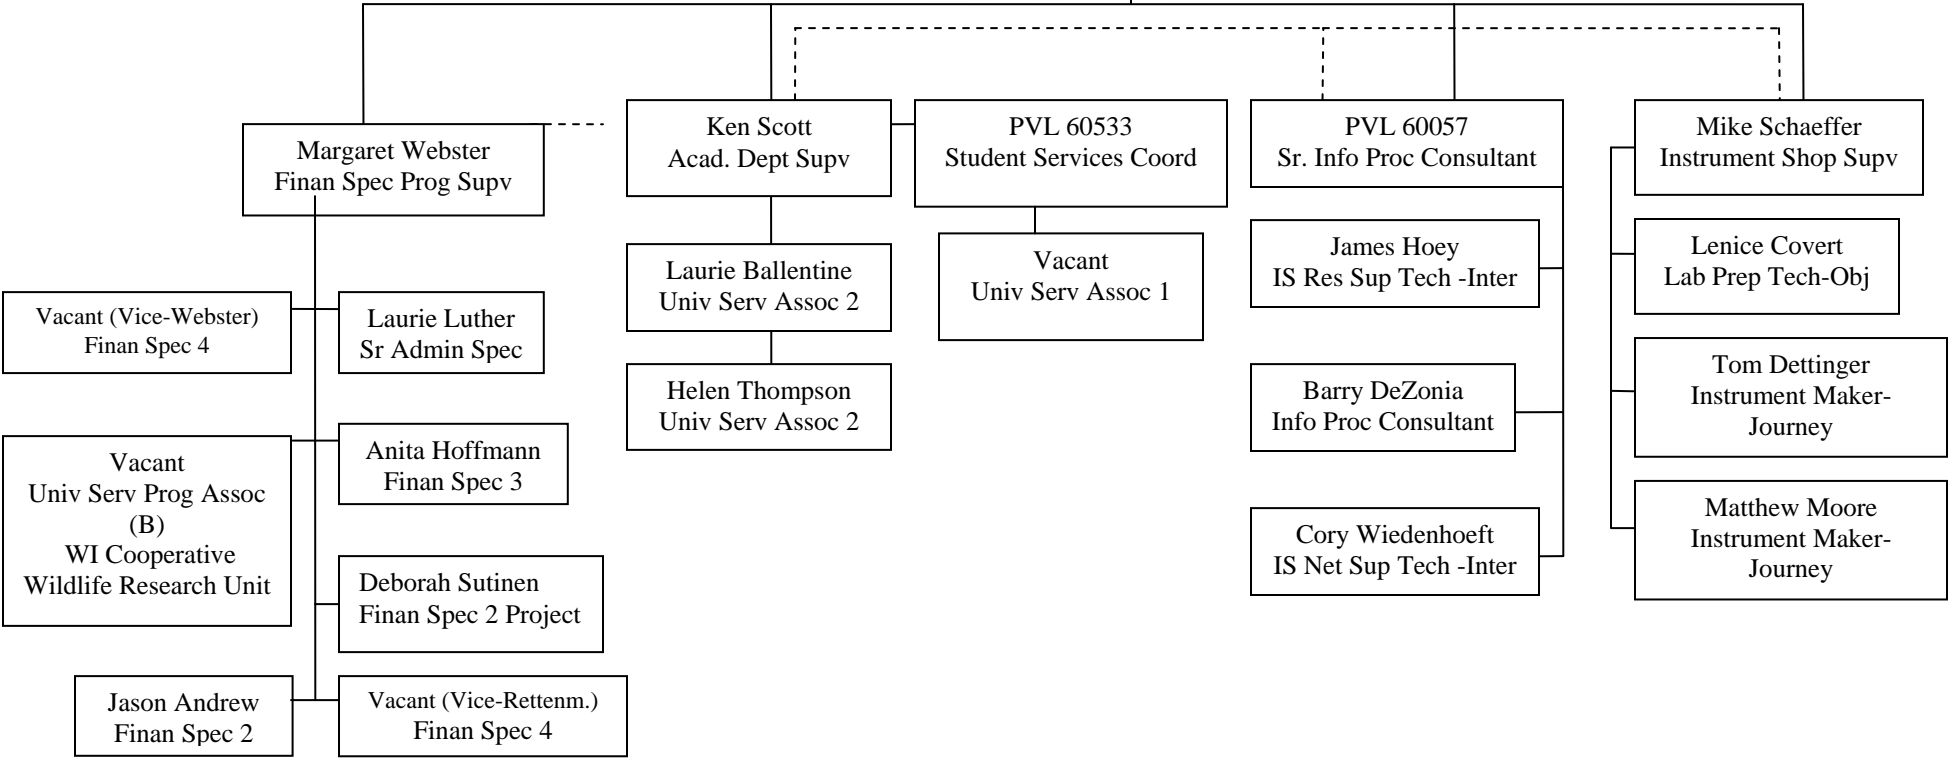 Margaret Webster
Finan Spec Prog Supv
Ken Scott
Acad. Dept Supv
PVL 60533
Student Services Coord
PVL 60057
Sr. Info Proc Consultant
Mike Schaeffer
Instrument Shop Supv
Vacant (Vice-Webster)
Finan Spec 4
Laurie Luther
Sr Admin Spec
Vacant
Univ Serv Prog Assoc
(B)
WI Cooperative
Wildlife Research Unit
Anita Hoffmann
Finan Spec 3
Deborah Sutinen
Finan Spec 2 Project
Jason Andrew
Finan Spec 2
Vacant (Vice-Rettenm.)
Finan Spec 4
Laurie Ballentine
Univ Serv Assoc 2
Helen Thompson
Univ Serv Assoc 2
Vacant
Univ Serv Assoc 1
James Hoey
IS Res Sup Tech -Inter
Barry DeZonia
Info Proc Consultant
Cory Wiedenhoeft
IS Net Sup Tech -Inter
Lenice Covert
Lab Prep Tech-Obj
Tom Dettinger
Instrument Maker-
Journey
Matthew Moore
Instrument Maker-
Journey